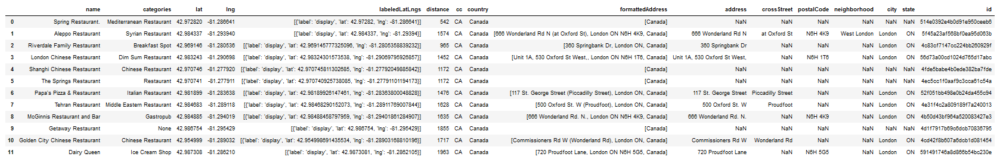 name categories lat lng labeledLatLngs distance cc country formattedAddress address crossStreet postalCode neighborhood city state id
0 Spring Restaurant. Mediterranean Restaurant 42.972820 -81.286641 [{'label': 'display', 'lat': 42.97282, 'lng': -81.286641}] 542 CA Canada [Canada] NaN NaN NaN NaN NaN NaN 514e0392e4b0d91e950ceeb6
1 Aleppo Restaurant Syrian Restaurant 42.984337 -81.293940 [{'label': 'display', 'lat': 42.984337, 'lng': -81.29394}] 1574 CA Canada [666 Wonderland Rd N (at Oxford St), London ON N6H 4K9, Canada] 666 Wonderland Rd N at Oxford St N6H 4K9 West London London ON 5f45a23af568bf0ea95d063b
2 Riverdale Family Restaurant Breakfast Spot 42.969146 -81.280536 [{'label': 'display', 'lat': 42.969145777325096, 'lng': -81.2805358839232}] 965 CA Canada [360 Springbank Dr, London ON, Canada] 360 Springbank Dr NaN NaN NaN London ON 4c83cf7147cc224bb260929f
3 London Chinese Restaurant Dim Sum Restaurant 42.983243 -81.290698 [{'label': 'display', 'lat': 42.98324301573538, 'lng': -81.29069795926857}] 1452 CA Canada [Unit 1A, 530 Oxford St West,, London ON N6H 1T6, Canada] Unit 1A, 530 Oxford St West, NaN N6H 1T6 NaN London ON 56d73a00cd1024d765d17abc
4 Shanghi Chinese Restaurant Chinese Restaurant 42.970746 -81.277920 [{'label': 'display', 'lat': 42.970745811302685, 'lng': -81.27792049885842}] 1172 CA Canada [Canada] NaN NaN NaN NaN NaN NaN 4fde5babe4b0ede382ba7fde
5 The Springs Restaurant Restaurant 42.970741 -81.277911 [{'label': 'display', 'lat': 42.970740925738085, 'lng': -81.27791101194173}] 1172 CA Canada [Canada] NaN NaN NaN NaN NaN NaN 4ec5cc1f0aaf9c3cca61c54a
6 Papa's Pizza & Restaurant Italian Restaurant 42.981899 -81.283638 [{'label': 'display', 'lat': 42.98189926147461, 'lng': -81.28363800048828}] 1476 CA Canada [117 St. George Street (Piccadilly Street), London ON, Canada] 117 St. George Street Piccadilly Street NaN NaN London ON 52f051bb498e0b24da455c94
7 Tehran Restaurant Middle Eastern Restaurant 42.984683 -81.289118 [{'label': 'display', 'lat': 42.98468290152073, 'lng': -81.28911769007844}] 1628 CA Canada [500 Oxford St. W (Proudfoot), London ON, Canada] 500 Oxford St. W Proudfoot NaN NaN London ON 4e31f4c2a809189f7a240013
8 McGinnis Restaurant and Bar Gastropub 42.984885 -81.294019 [{'label': 'display', 'lat': 42.98488458797959, 'lng': -81.29401861284907}] 1635 CA Canada [666 Wonderland Rd. N., London ON N6H 4K9, Canada] 666 Wonderland Rd. N. NaN N6H 4K9 NaN London ON 4b50d43bf964a520083427e3
9 Getaway Restaurant None 42.986754 -81.295429 [{'label': 'display', 'lat': 42.986754, 'lng': -81.295429}] 1855 CA Canada [Canada] NaN NaN NaN NaN NaN NaN 4d1f7917b69c6dcb70836795
10 Golden City Chinese Restaurant Chinese Restaurant 42.954999 -81.289032 [{'label': 'display', 'lat': 42.954998691435534, 'lng': -81.28903168810196}] 1717 CA Canada [Commissioners Rd W (Wonderland Rd), London ON, Canada] Commissioners Rd W Wonderland Rd NaN NaN London ON 4cd42f8b607a6dcb1d081454
11 Dairy Queen Ice Cream Shop 42.987308 -81.286210 [{'label': 'display', 'lat': 42.9873081, 'lng': -81.2862105}] 1963 CA Canada [720 Proudfoot Lane, London ON N6H 5G5, Canada] 720 Proudfoot Lane NaN N6H 5G5 NaN London ON 591491746a8d866b54bc230e